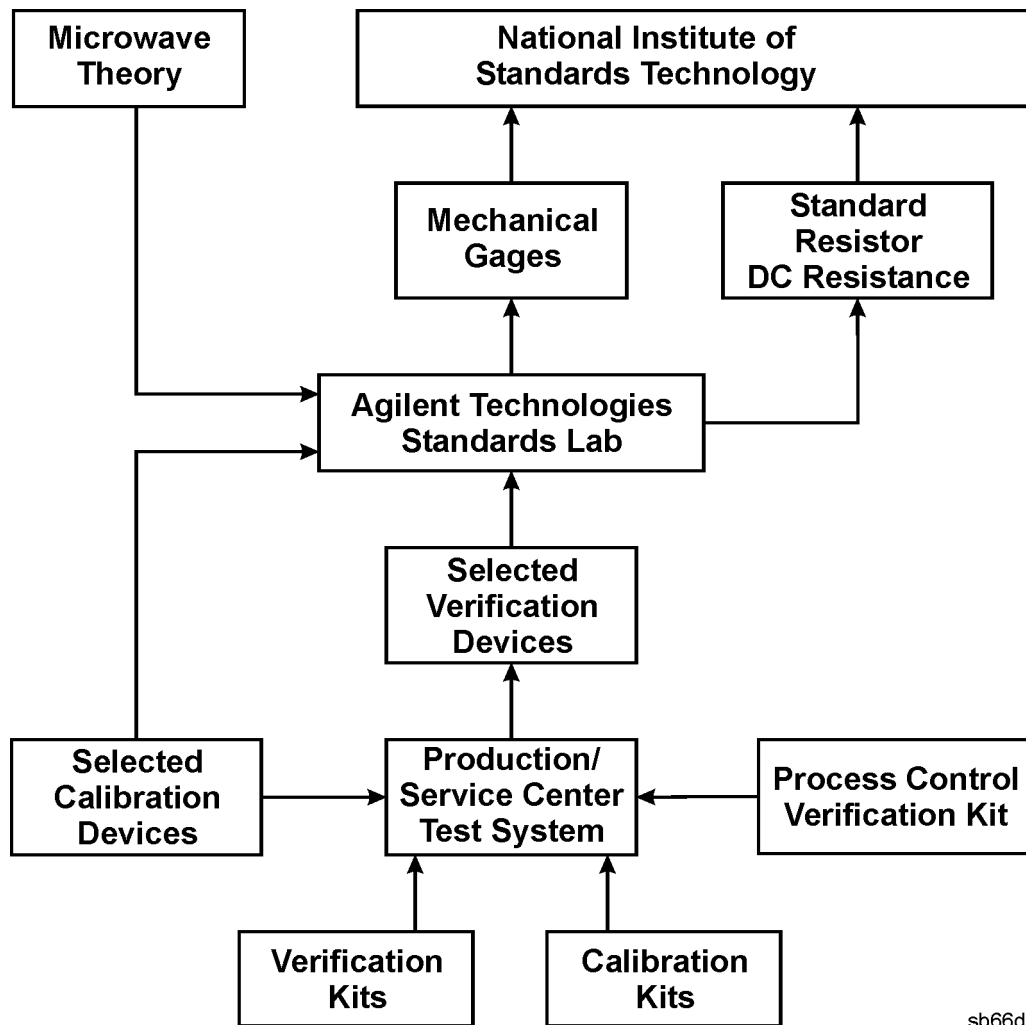 Microwave
Theory
National Institute of
Standards Technology
Mechanical
Gages
Standard
Resistor
DC Resistance
Agilent Technologies
Standards Lab
Selected
Verification
Devices
Selected
Calibration
Devices
Production/
Service Center
Test System
Process Control
Verification Kit
Verification
Kits
Calibration
Kits
sb66d